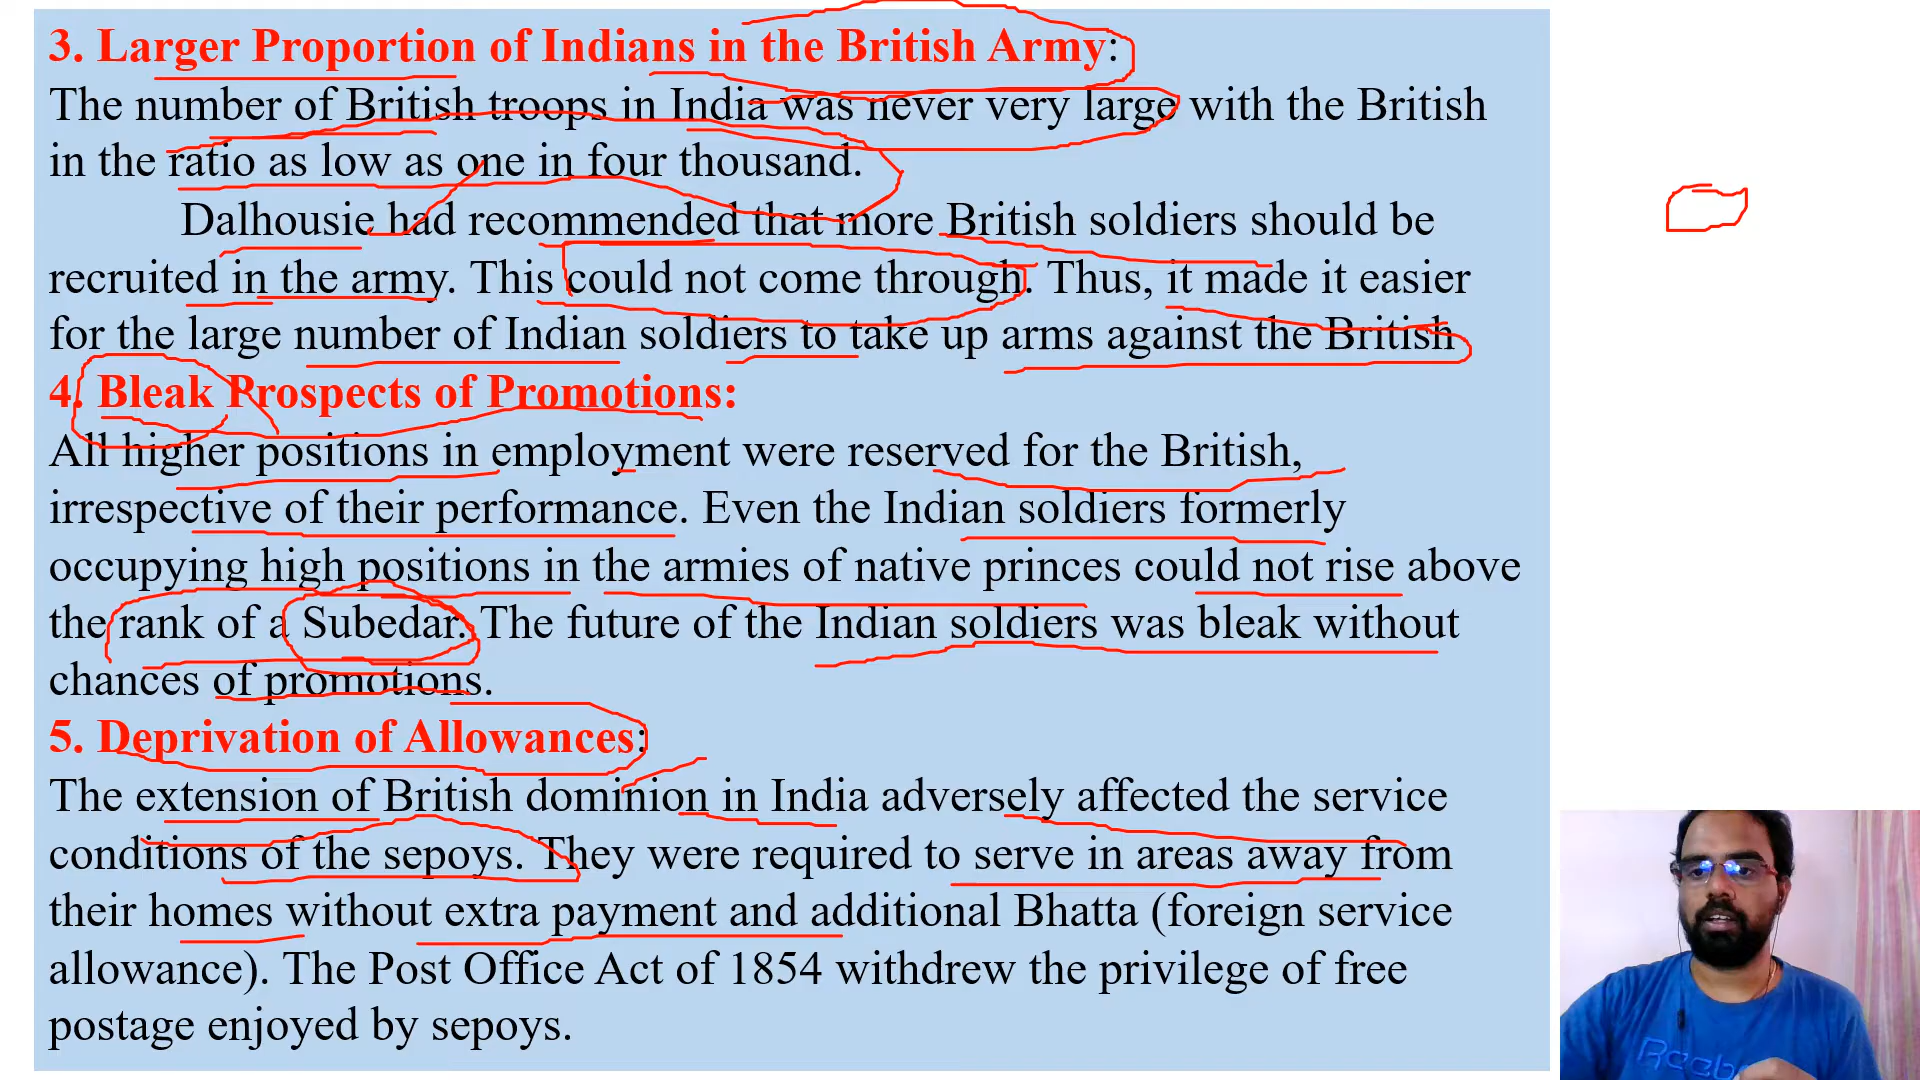 3. Larger Proportion of Indians in the British Army:
The number of British troops in India was never very large with the British
in the ratio as low as one in four thousand.
Dalhousie had recommended that more British soldiers should be
recruited in the army. This could not come through. Thus, it made it easier
for the large number of Indian soldiers to take up arms against the British
4. Bleak Prospects of Promotions:
All higher positions in employment were reserved for the British,
irrespective of their performance. Even the Indian soldiers formerly
occupying high positions in the armies of native princes could not rise above
the rank of a Subedar. The future of the Indian soldiers was bleak without
chances of promotions.
5. Deprivation of Allowances:
The extension of British dominion in India adversely affected the service
conditions of the sepoys. They were required to serve in areas away from
their homes without extra payment and additional Bhatta (foreign service
allowance). The Post Office Act of 1854 withdrew the privilege of free
postage enjoyed by sepoys.